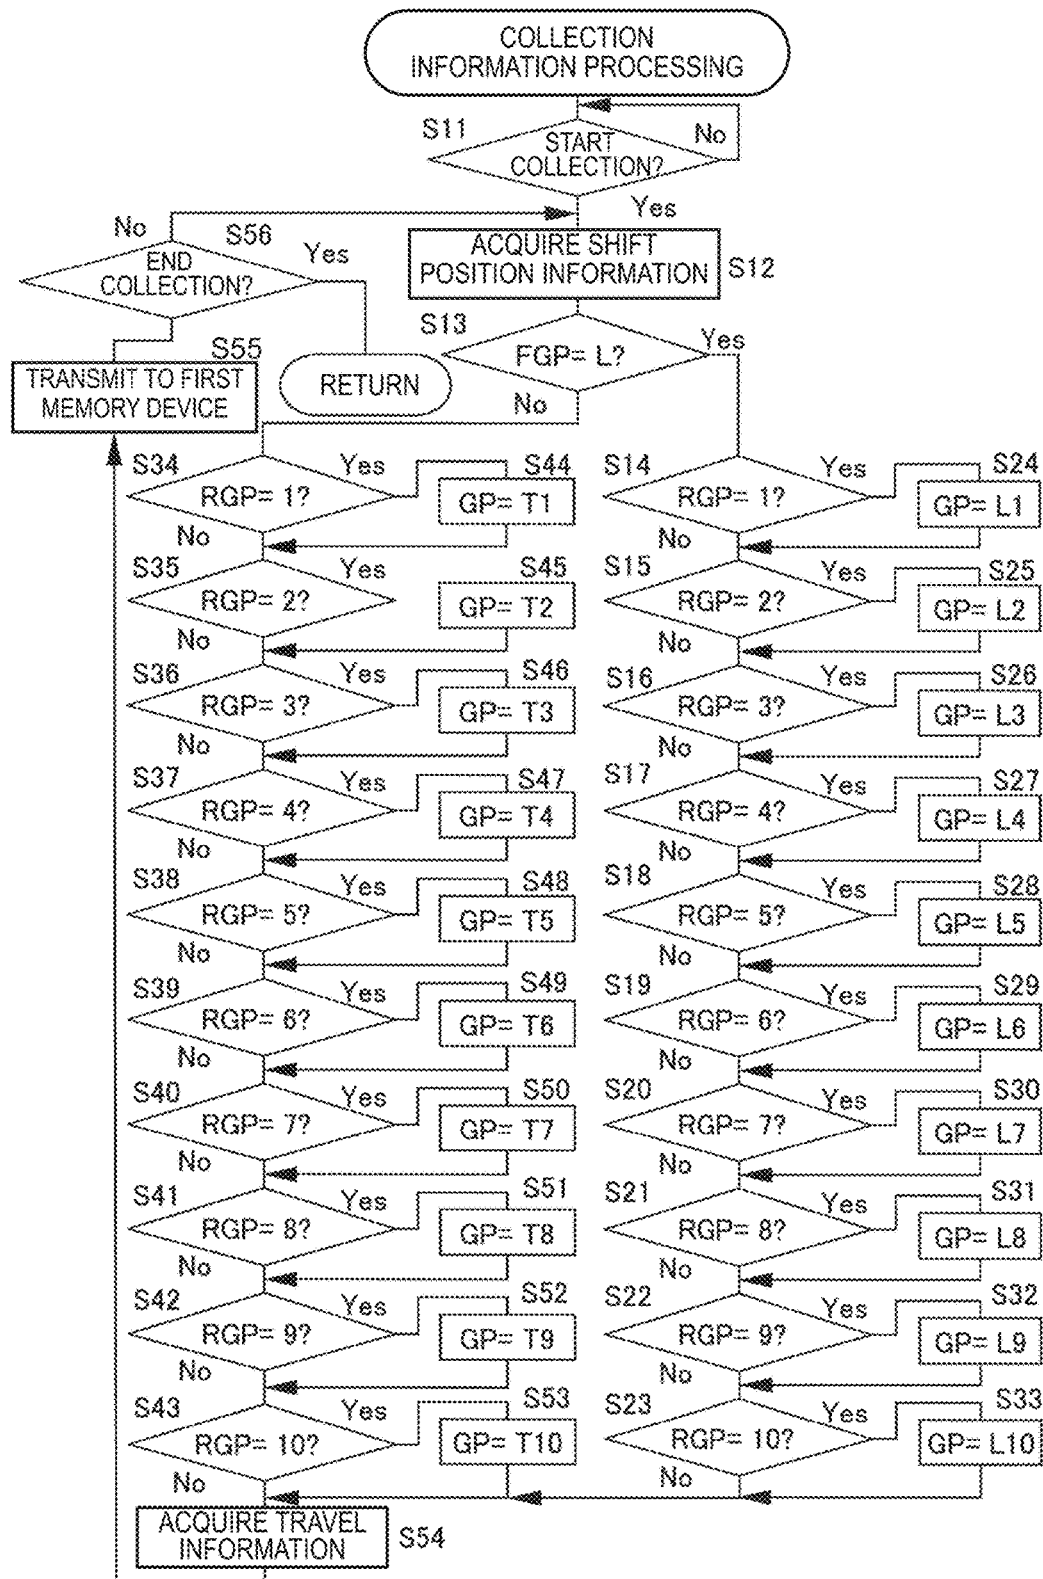 COLLECTION
INFORMATION PROCESSING
S11
START
COLLECTION?
No
Yes
No
S56
END
COLLECTION?
Yes
ACQUIRE SHIFT
POSITION INFORMATION
S12
S13
FGP= L?
Yes
No
S55
TRANSMIT TO FIRST
MEMORY DEVICE
RETURN
S34
RGP= 1?
Yes
S44
GP= T1
No
S35
RGP= 2?
Yes
S45
GP= T2
No
S36
RGP= 3?
Yes
S46
GP= T3
No
S37
RGP= 4?
Yes
S47
GP= T4
No
S38
RGP= 5?
Yes
S48
GP= T5
No
S39
RGP= 6?
Yes
S49
GP= T6
No
S40
RGP= 7?
Yes
S50
GP= T7
No
S41
RGP= 8?
Yes
S51
GP= T8
No
S42
RGP= 9?
Yes
S52
GP= T9
No
S43
RGP= 10?
Yes
S53
GP= T10
No
S14
RGP= 1?
Yes
S24
GP= L1
No
S15
RGP= 2?
Yes
S25
GP= L2
No
S16
RGP= 3?
Yes
S26
GP= L3
No
S17
RGP= 4?
Yes
S27
GP= L4
No
S18
RGP= 5?
Yes
S28
GP= L5
No
S19
RGP= 6?
Yes
S29
GP= L6
No
S20
RGP= 7?
Yes
S30
GP= L7
No
S21
RGP= 8?
Yes
S31
GP= L8
No
S22
RGP= 9?
Yes
S32
GP= L9
No
S23
RGP= 10?
Yes
S33
GP= L10
No
ACQUIRE TRAVEL
INFORMATION
S54